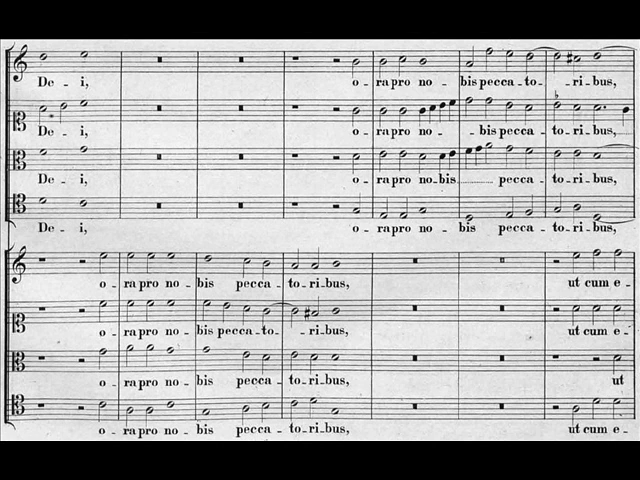 De - i, o - ra pro no - bis pec - ca - to - ri - bus,
De - i, o - ra pro no - - bis pec - ca - to - ri - bus,
De - i, o - ra pro no - bis pec - ca - to - ri - bus,
De - i, o - ra pro no - bis pec - ca - to - ri - bus,
o - ra pro no - bis pec - ca - to - ri - bus, ut cum e -
o - ra pro no - bis pec - ca - to - ri - bus, ut cum e -
o - ra pro no - bis pec - ca - to - ri - bus, ut
o - ra pro no - bis pec - ca - to - ri - bus, ut cum e -